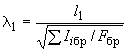 λ₁ = l₁ / √(∑ I₁бр / Fбр)